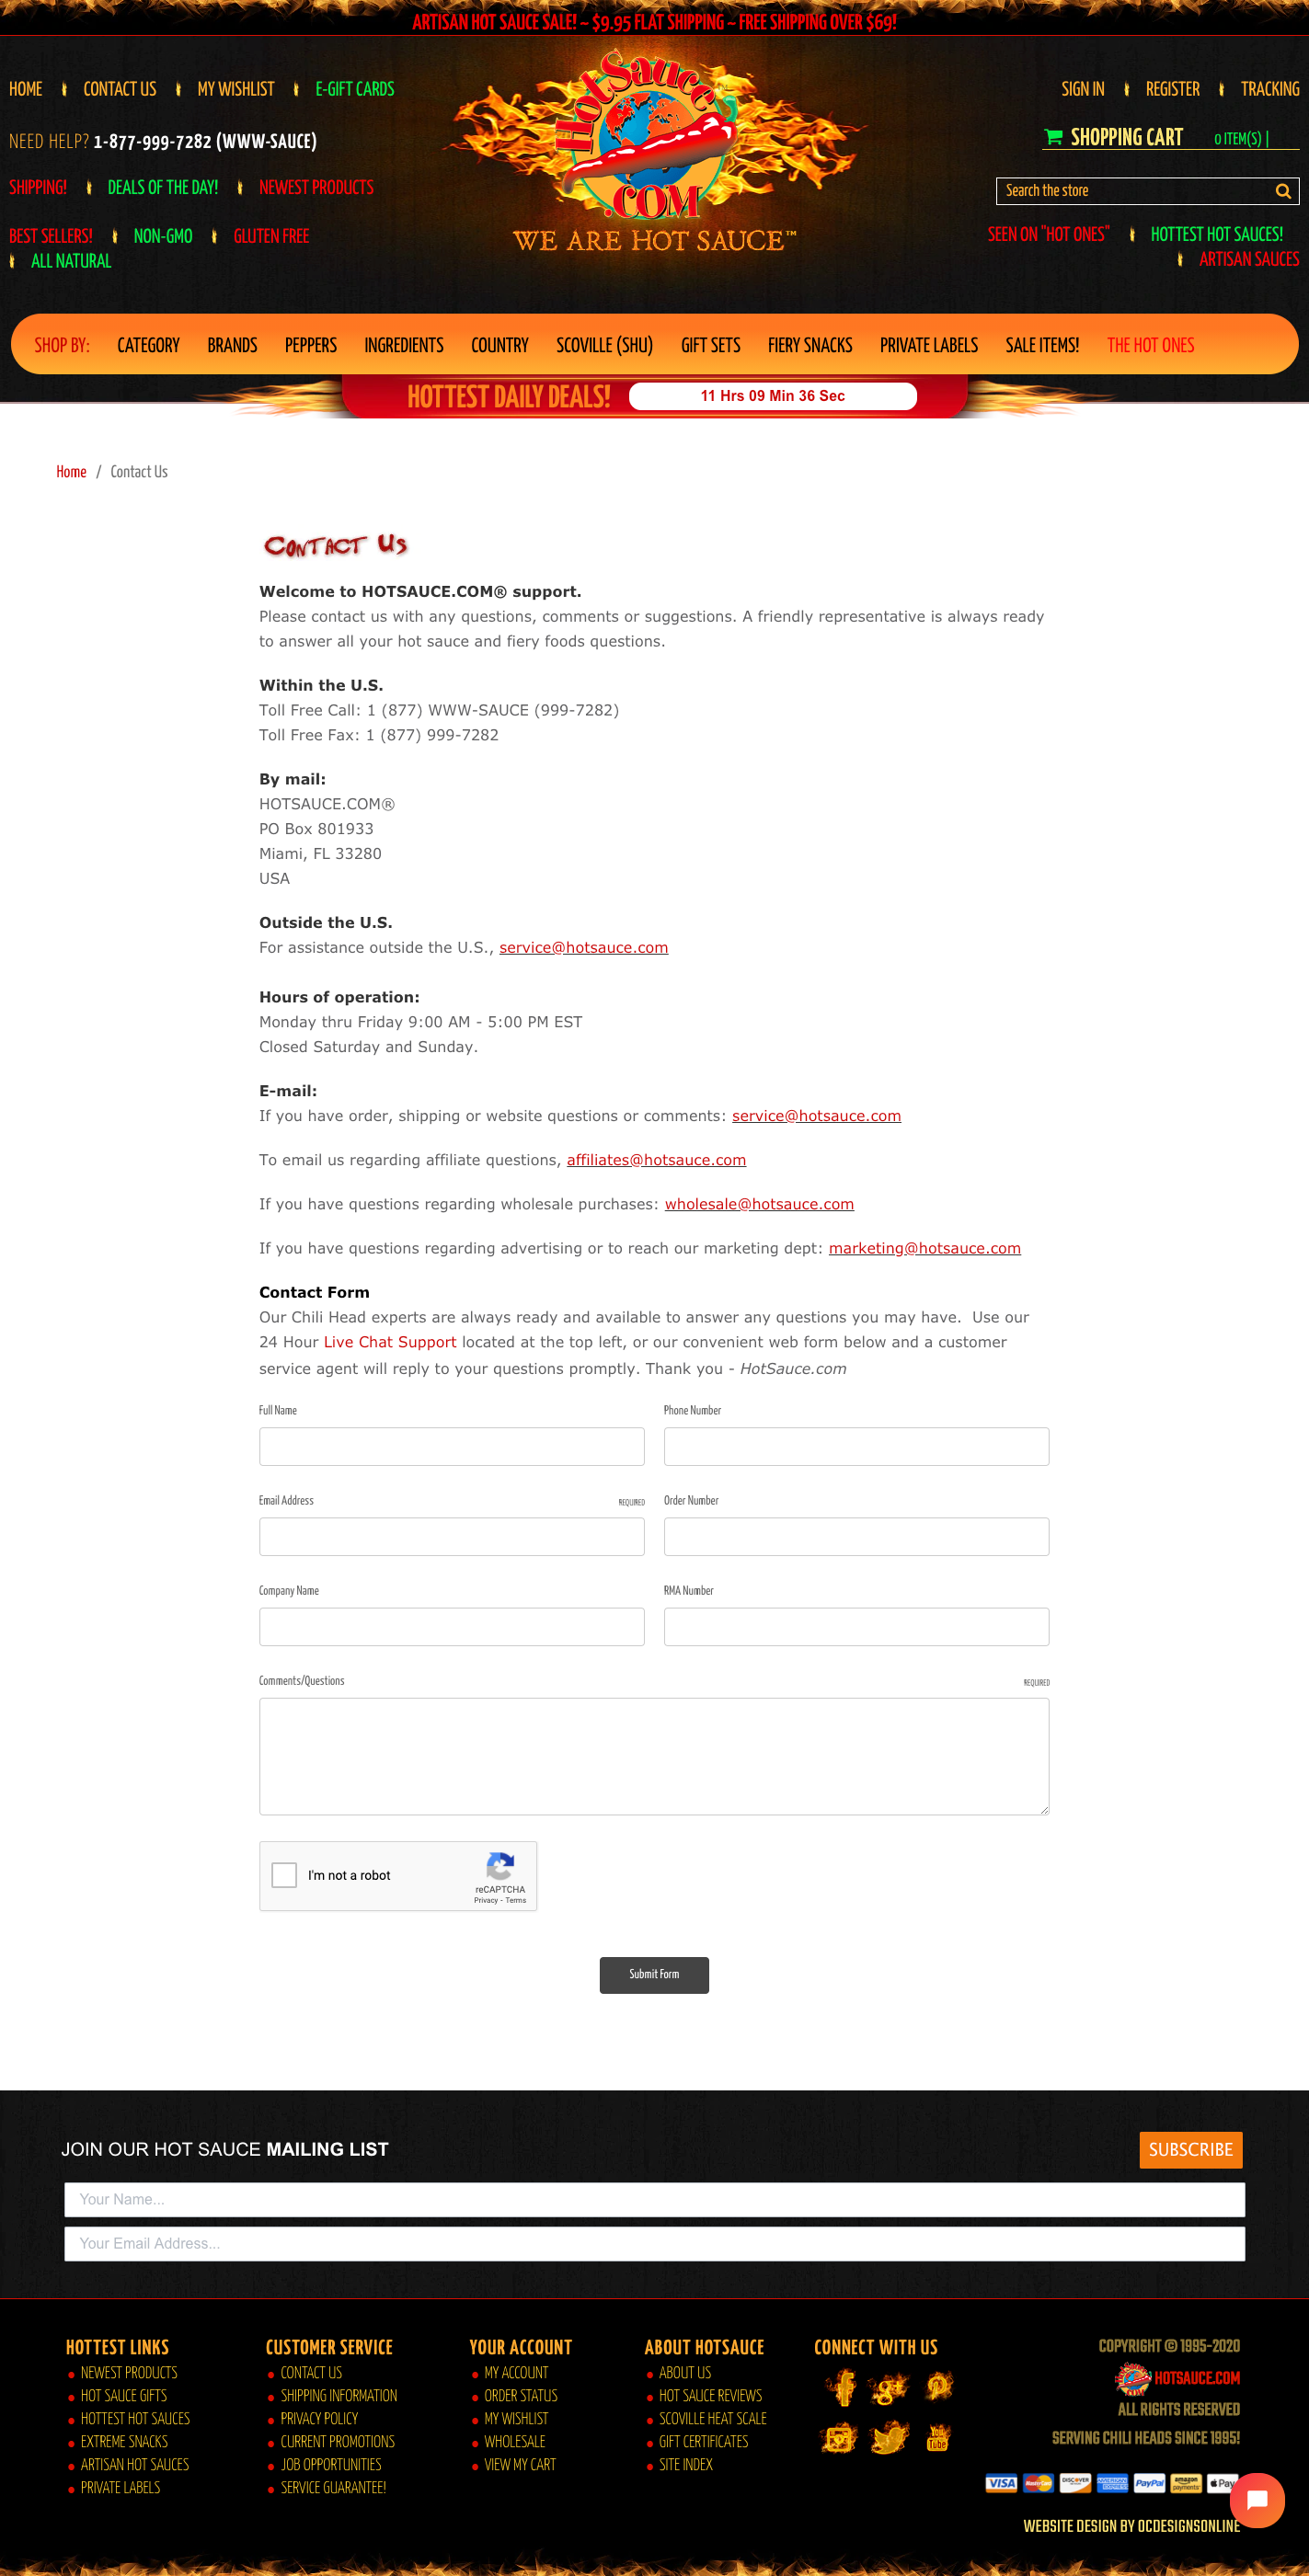 ARTISAN HOT SAUCE SALE! ~ $9.95 FLAT SHIPPING ~ FREE SHIPPING OVER $69!
HOME CONTACT US MY WISHLIST E-GIFT CARDS
NEED HELP? 1-877-999-7282 (WWW-SAUCE)
SHIPPING! DEALS OF THE DAY! NEWEST PRODUCTS
BEST SELLERS! NON-GMO GLUTEN FREE
ALL NATURAL
HotSauce
.COM
WE ARE HOT SAUCE™
SIGN IN REGISTER TRACKING
SHOPPING CART 0 ITEM(S) |
Search the store
SEEN ON "HOT ONES" HOTTEST HOT SAUCES!
ARTISAN SAUCES
SHOP BY: CATEGORY BRANDS PEPPERS INGREDIENTS COUNTRY SCOVILLE (SHU) GIFT SETS FIERY SNACKS PRIVATE LABELS SALE ITEMS! THE HOT ONES
HOTTEST DAILY DEALS! 11 Hrs 09 Min 36 Sec
Home / Contact Us
Contact Us
Welcome to HOTSAUCE.COM® support.
Please contact us with any questions, comments or suggestions. A friendly representative is always ready
to answer all your hot sauce and fiery foods questions.
Within the U.S.
Toll Free Call: 1 (877) WWW-SAUCE (999-7282)
Toll Free Fax: 1 (877) 999-7282
By mail:
HOTSAUCE.COM®
PO Box 801933
Miami, FL 33280
USA
Outside the U.S.
For assistance outside the U.S., service@hotsauce.com
Hours of operation:
Monday thru Friday 9:00 AM - 5:00 PM EST
Closed Saturday and Sunday.
E-mail:
If you have order, shipping or website questions or comments: service@hotsauce.com
To email us regarding affiliate questions, affiliates@hotsauce.com
If you have questions regarding wholesale purchases: wholesale@hotsauce.com
If you have questions regarding advertising or to reach our marketing dept: marketing@hotsauce.com
Contact Form
Our Chili Head experts are always ready and available to answer any questions you may have. Use our
24 Hour Live Chat Support located at the top left, or our convenient web form below and a customer
service agent will reply to your questions promptly. Thank you - HotSauce.com
Full Name Phone Number
Email Address REQUIRED Order Number
Company Name RMA Number
Comments/Questions REQUIRED
I'm not a robot
reCAPTCHA
Privacy - Terms
Submit Form
JOIN OUR HOT SAUCE MAILING LIST SUBSCRIBE
Your Name...
Your Email Address...
HOTTEST LINKS
NEWEST PRODUCTS
HOT SAUCE GIFTS
HOTTEST HOT SAUCES
EXTREME SNACKS
ARTISAN HOT SAUCES
PRIVATE LABELS
CUSTOMER SERVICE
CONTACT US
SHIPPING INFORMATION
PRIVACY POLICY
CURRENT PROMOTIONS
JOB OPPORTUNITIES
SERVICE GUARANTEE!
YOUR ACCOUNT
MY ACCOUNT
ORDER STATUS
MY WISHLIST
WHOLESALE
VIEW MY CART
ABOUT HOTSAUCE
ABOUT US
HOT SAUCE REVIEWS
SCOVILLE HEAT SCALE
GIFT CERTIFICATES
SITE INDEX
CONNECT WITH US
You Tube
COPYRIGHT © 1995-2020
HOTSAUCE.COM
ALL RIGHTS RESERVED
SERVING CHILI HEADS SINCE 1995!
VISA MasterCard DISCOVER AMERICAN EXPRESS PayPal amazon payments Pay
WEBSITE DESIGN BY OCDESIGNSONLINE